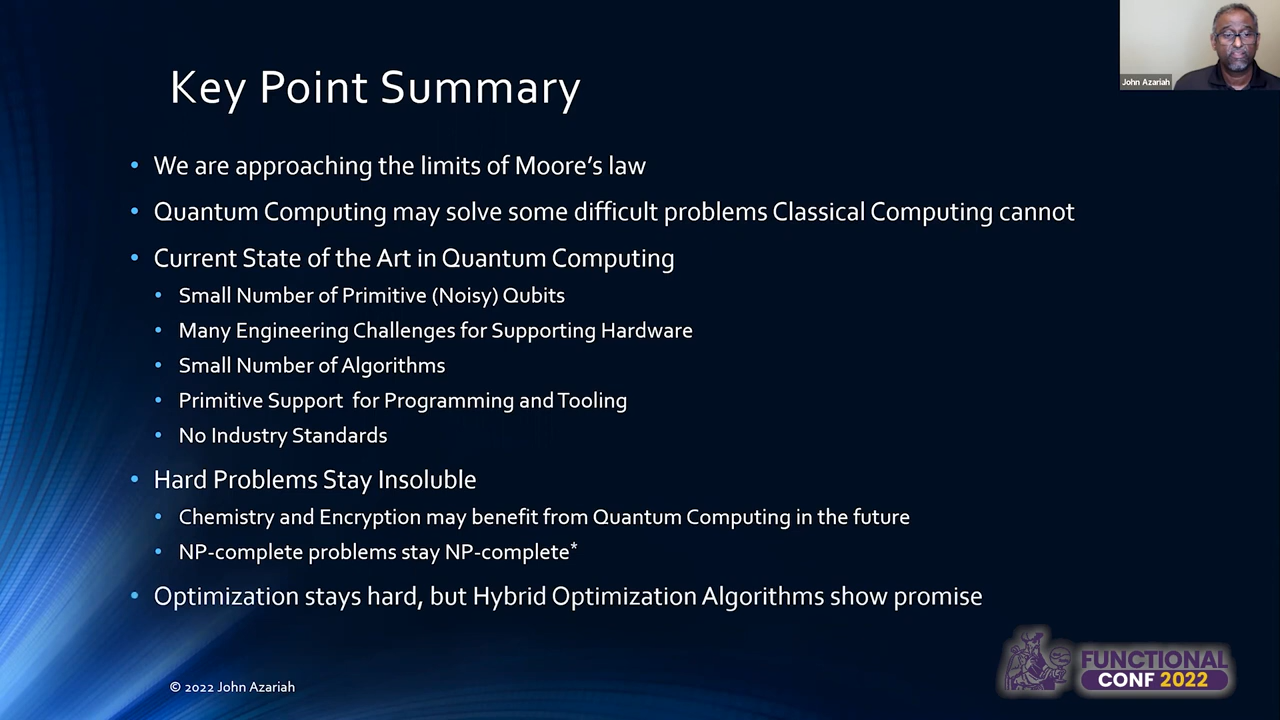 Key Point Summary
John Azariah
• We are approaching the limits of Moore's law
• Quantum Computing may solve some difficult problems Classical Computing cannot
• Current State of the Art in Quantum Computing
• Small Number of Primitive (Noisy) Qubits
• Many Engineering Challenges for Supporting Hardware
• Small Number of Algorithms
• Primitive Support for Programming and Tooling
• No Industry Standards
• Hard Problems Stay Insoluble
• Chemistry and Encryption may benefit from Quantum Computing in the future
• NP-complete problems stay NP-complete*
• Optimization stays hard, but Hybrid Optimization Algorithms show promise
© 2022 John Azariah
FUNCTIONAL
CONF 2022